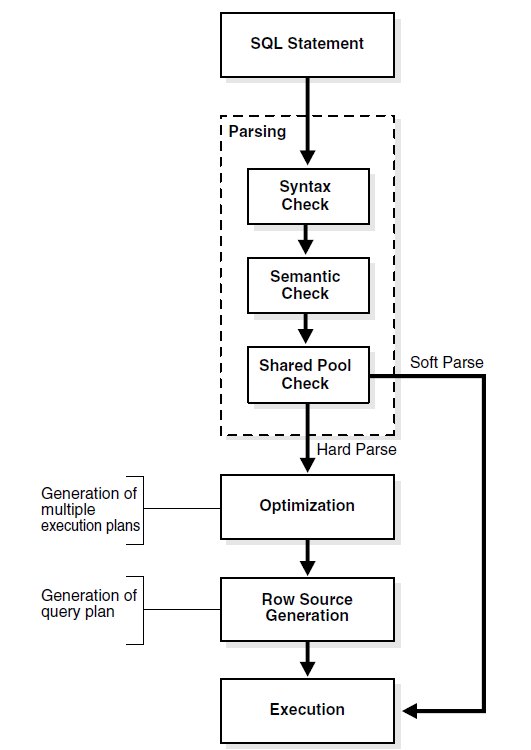 SQL Statement
Parsing
Syntax
Check
Semantic
Check
Shared Pool
Check
Soft Parse
Hard Parse
Generation of
multiple
execution plans
Optimization
Generation of
query plan
Row Source
Generation
Execution